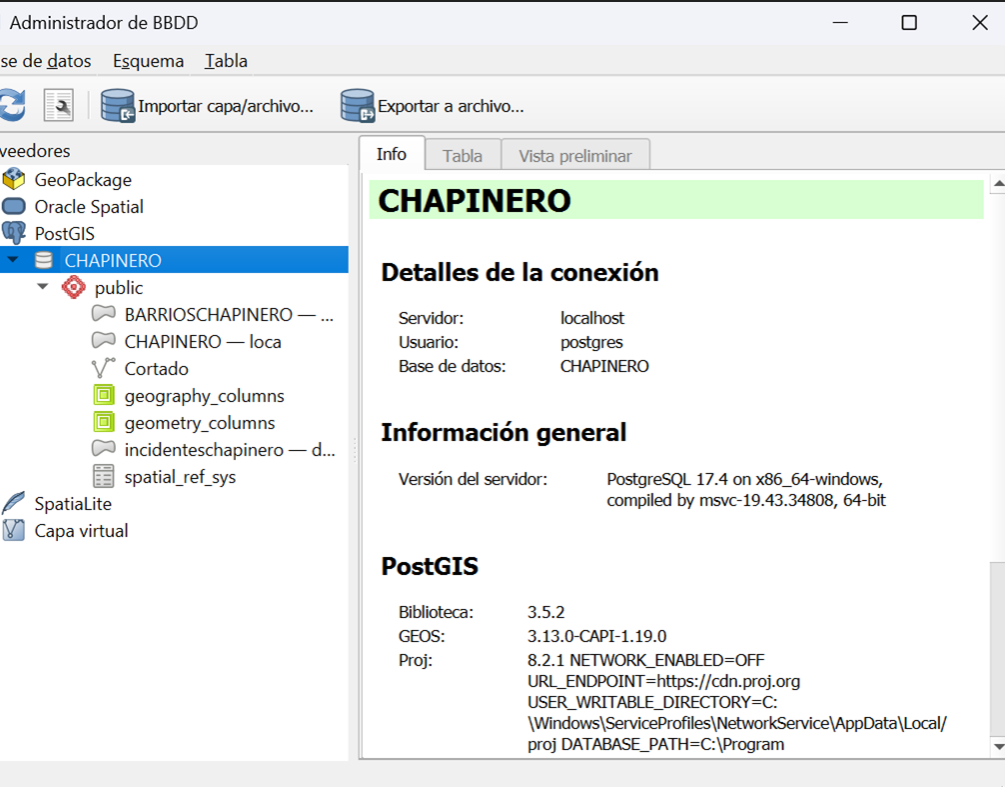 Administrador de BBDD
se de datos Esquema Tabla
Importar capa/archivo... Exportar a archivo...
veedores
GeoPackage
Oracle Spatial
PostGIS
CHAPINERO
public
BARRIOSCHAPINERO — ...
CHAPINERO — loca
Cortado
geography_columns
geometry_columns
incidenteschapinero — d...
spatial_ref_sys
SpatiaLite
Capa virtual
Info Tabla Vista preliminar
CHAPINERO
Detalles de la conexión
Servidor: localhost
Usuario: postgres
Base de datos: CHAPINERO
Información general
Versión del servidor: PostgreSQL 17.4 on x86_64-windows,
compiled by msvc-19.43.34808, 64-bit
PostGIS
Biblioteca: 3.5.2
GEOS: 3.13.0-CAPI-1.19.0
Proj: 8.2.1 NETWORK_ENABLED=OFF
URL_ENDPOINT=https://cdn.proj.org
USER_WRITABLE_DIRECTORY=C:
\Windows\ServiceProfiles\NetworkService\AppData\Local/
proj DATABASE_PATH=C:\Program